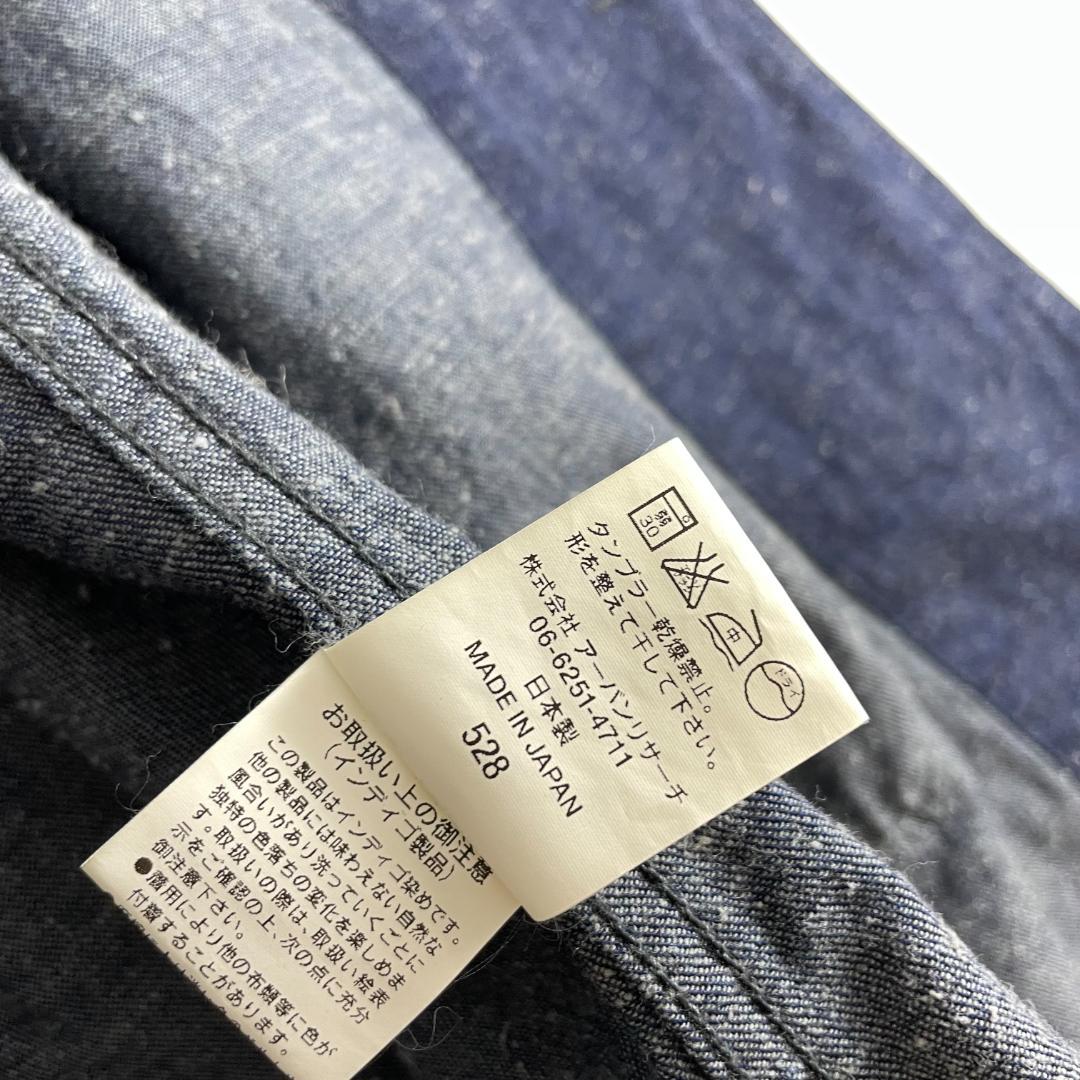 弱
30
中
ドライ
タンブラー乾燥禁止。
形を整えて干して下さい。
株式会社 アーバンリサーチ
06-6251-4711
日本製
MADE IN JAPAN
528
お取扱い上の御注意
(インディゴ製品)
この製品はインディゴ染めです。
他の製品には味わえない自然な
風合いがあり洗っていくごとに
独特の色落ちの変化を楽しめま
す。取扱いの際は、取扱い絵表
示をご確認の上、次の点に充分
御注意下さい。
●着用により他の布類等に色が
付着することがあります。